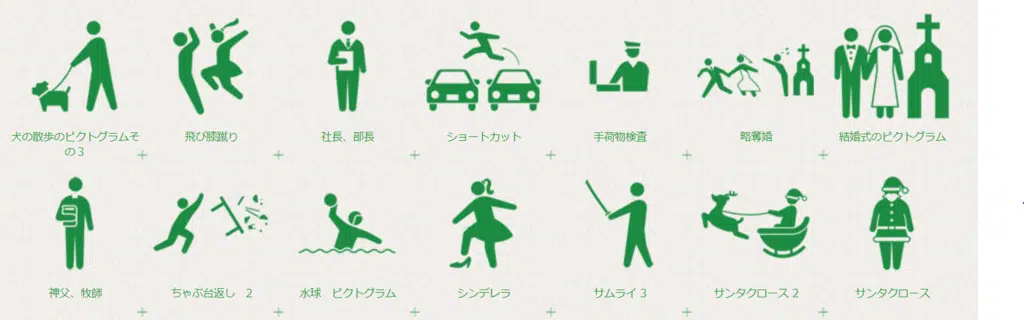 犬の散歩のピクトグラムそ
の３
飛び膝蹴り
社長、部長
ショートカット
手荷物検査
略奪婚
結婚式のピクトグラム
神父、牧師
ちゃぶ台返し　2
水球　ピクトグラム
シンデレラ
サムライ 3
サンタクロース 2
サンタクロース